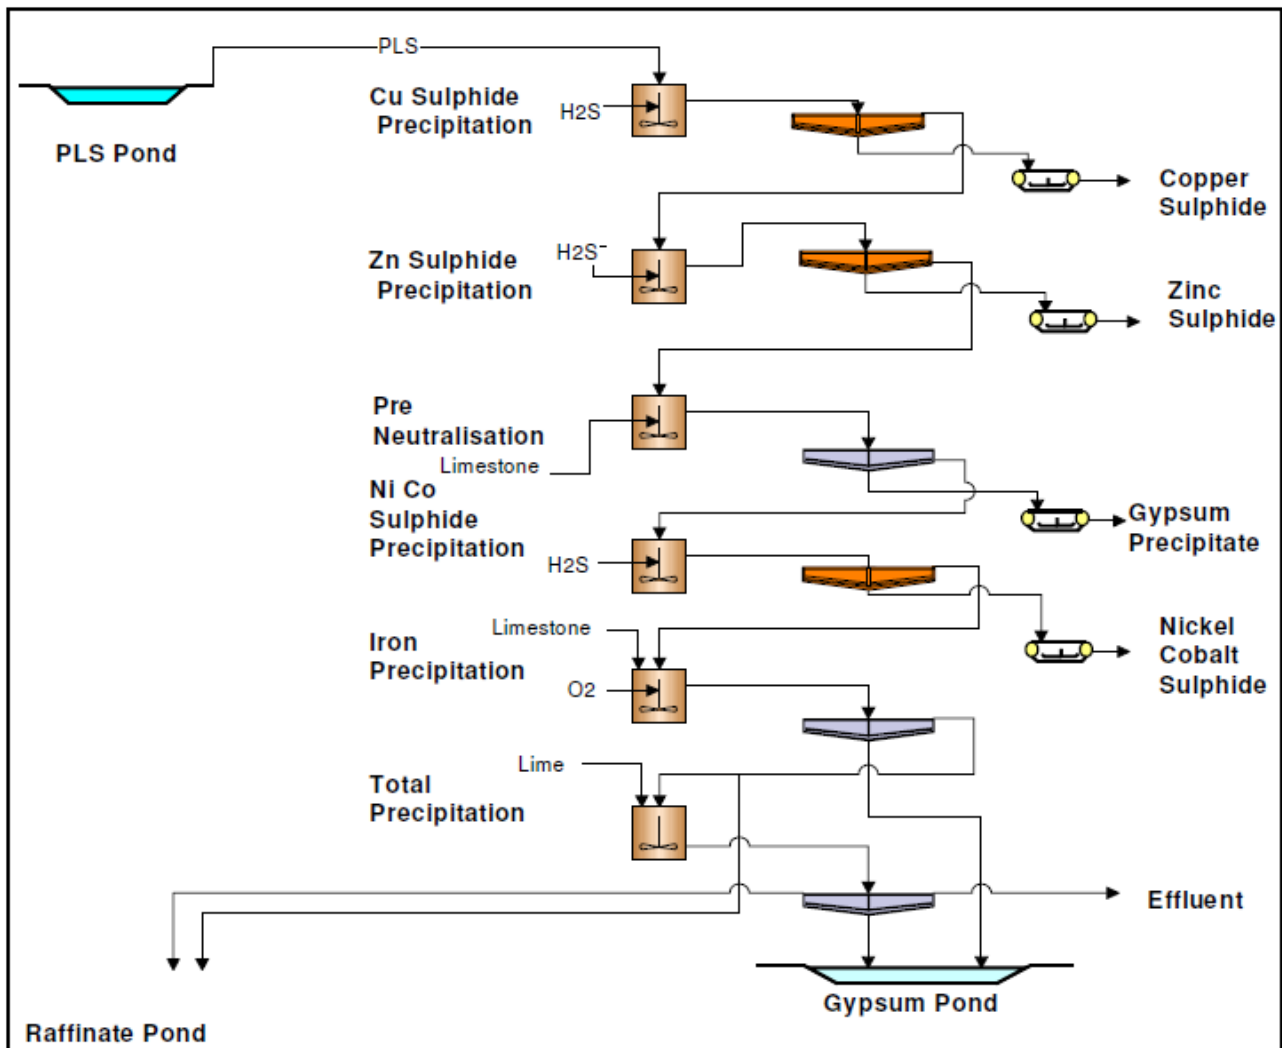 PLS
Cu Sulphide
Precipitation
H2S
PLS Pond
Copper
Sulphide
H2S-
Zn Sulphide
Precipitation
Zinc
Sulphide
Pre
Neutralisation
Limestone
Ni Co
Sulphide
Precipitation
Gypsum
Precipitate
H2S
Limestone
Iron
Precipitation
Nickel
Cobalt
Sulphide
O2
Lime
Total
Precipitation
Effluent
Gypsum Pond
Raffinate Pond